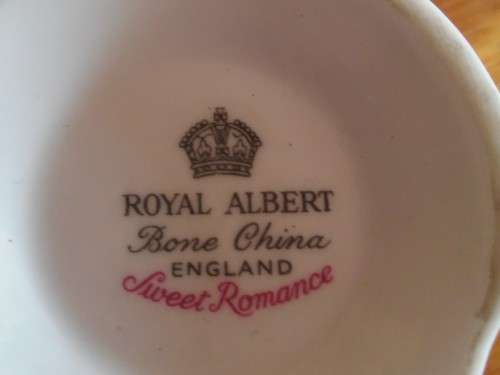 ROYAL ALBERT
Bone China
ENGLAND
Sweet Romance